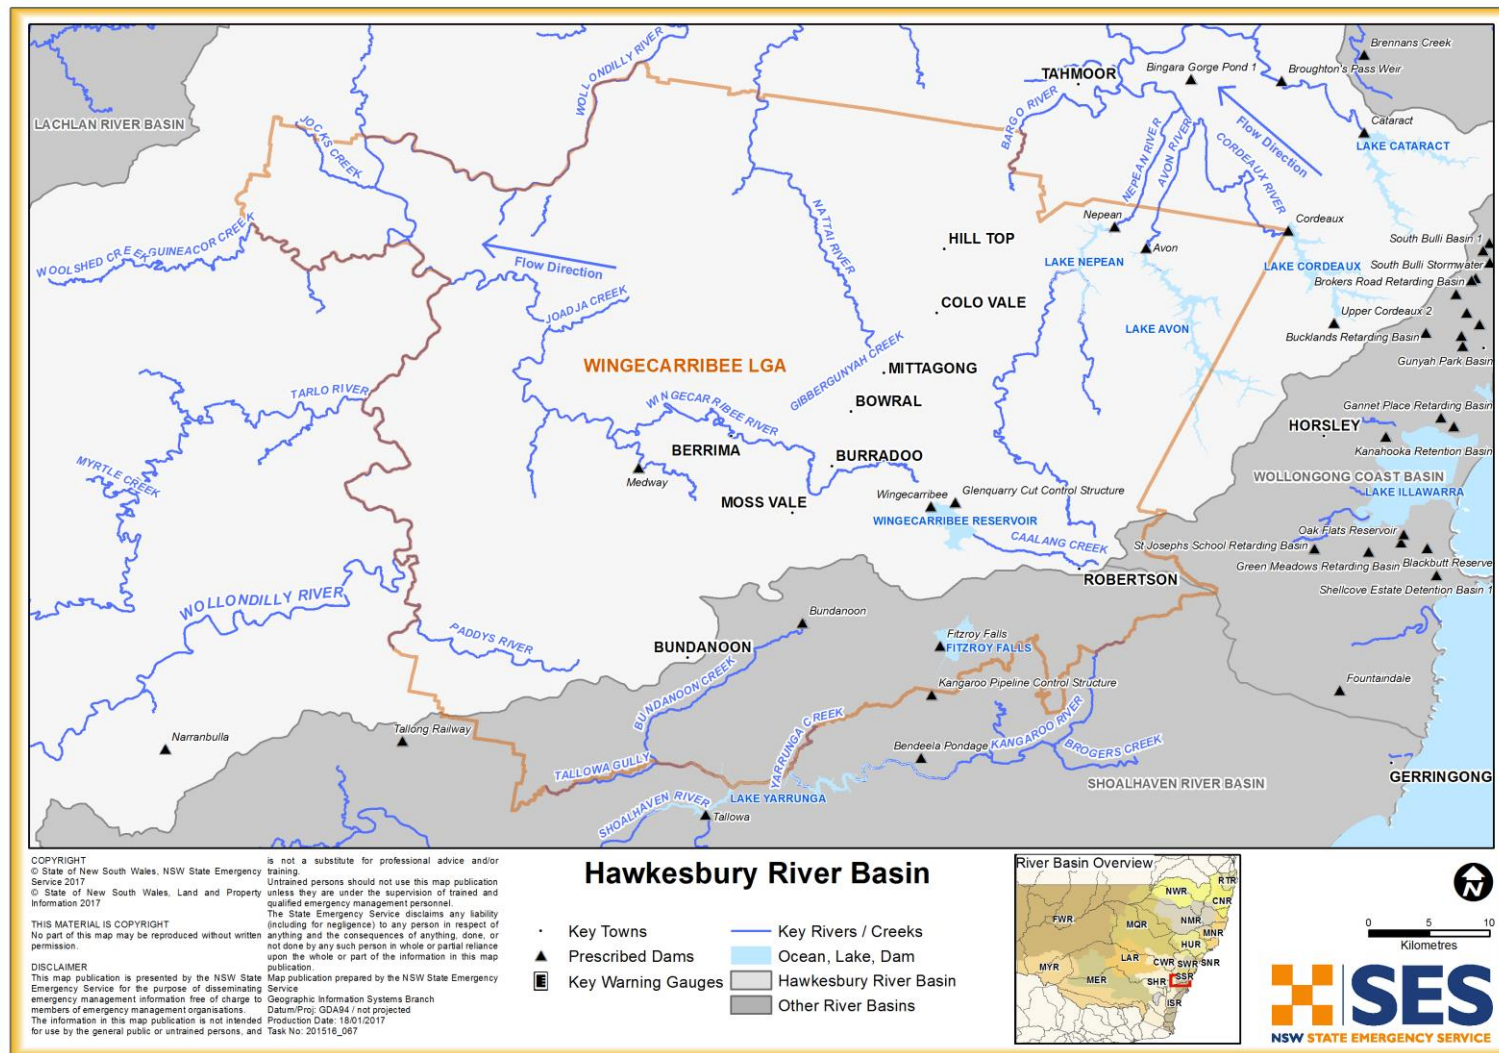 LACHLAN RIVER BASIN
WOLLONDILLY RIVER
JOCKS CREEK
TAHMOOR
BARGO RIVER
Bingara Gorge Pond 1
Broughton's Pass Weir
Brennans Creek
Cataract
LAKE CATARACT
Flow Direction
NEPEAN RIVER
AVON RIVER
CORDEAUX RIVER
WOOLSHED CREEK
GUINEACOR CREEK
Flow Direction
NATTAI RIVER
HILL TOP
Nepean
LAKE NEPEAN
Avon
Cordeaux
LAKE CORDEAUX
South Bulli Basin 1
South Bulli Stormwater
Brokers Road Retarding Basin
Upper Cordeaux 2
Bucklands Retarding Basin
Gunyah Park Basin
JOADJA CREEK
COLO VALE
LAKE AVON
WINGECARRIBEE LGA
GIBBERGUNYAH CREEK
MITTAGONG
TARLO RIVER
WINGECARRIBEE RIVER
BOWRAL
Gannet Place Retarding Basin
HORSLEY
Kanahooka Retention Basin
BERRIMA
BURRADOO
MYRTLE CREEK
Medway
WOLLONGONG COAST BASIN
LAKE ILLAWARRA
MOSS VALE
Wingecarribee
Glenquarry Cut Control Structure
WINGECARRIBEE RESERVOIR
CAALANG CREEK
Oak Flats Reservoir
St Josephs School Retarding Basin
Green Meadows Retarding Basin
Blackbutt Reserve
Shellcove Estate Detention Basin 1
ROBERTSON
WOLLONDILLY RIVER
PADDYS RIVER
Bundanoon
BUNDANOON
BUNDANOON CREEK
Fitzroy Falls
FITZROY FALLS
Kangaroo Pipeline Control Structure
Fountaindale
Narranbulla
Tallong Railway
TALLOWA GULLY
YARRUNGA CREEK
Bendeela Pondage
KANGAROO RIVER
BROGERS CREEK
SHOALHAVEN RIVER BASIN
GERRINGONG
SHOALHAVEN RIVER
LAKE YARRUNGA
Tallowa
COPYRIGHT
© State of New South Wales, NSW State Emergency
Service 2017
© State of New South Wales, Land and Property
Information 2017
THIS MATERIAL IS COPYRIGHT
No part of this map may be reproduced without written
permission.
DISCLAIMER
This map publication is presented by the NSW State
Emergency Service for the purpose of disseminating
emergency management information free of charge to
members of emergency management organisations.
The information in this map publication is not intended
for use by the general public or untrained persons, and
is not a substitute for professional advice and/or
training.
Untrained persons should not use this map publication
unless they are under the supervision of trained and
qualified emergency management personnel.
The State Emergency Service disclaims any liability
(including for negligence) to any person in respect of
anything and the consequences of anything, done, or
not done by any such person in whole or partial reliance
upon the whole or part of the information in this map
publication.
Map publication prepared by the NSW State Emergency
Service
Geographic Information Systems Branch
Datum/Proj: GDA94 / not projected
Production Date: 18/01/2017
Task No: 201516_067
Hawkesbury River Basin
Key Towns
Prescribed Dams
Key Warning Gauges
Key Rivers / Creeks
Ocean, Lake, Dam
Hawkesbury River Basin
Other River Basins
River Basin Overview
RTR
NWR
CNR
FWR
MQR
NMR
MNR
HUR
LAR
CWR
SWR
SNR
MYR
MER
SHR
SSR
ISR
N
0 5 10
Kilometres
SES
NSW STATE EMERGENCY SERVICE